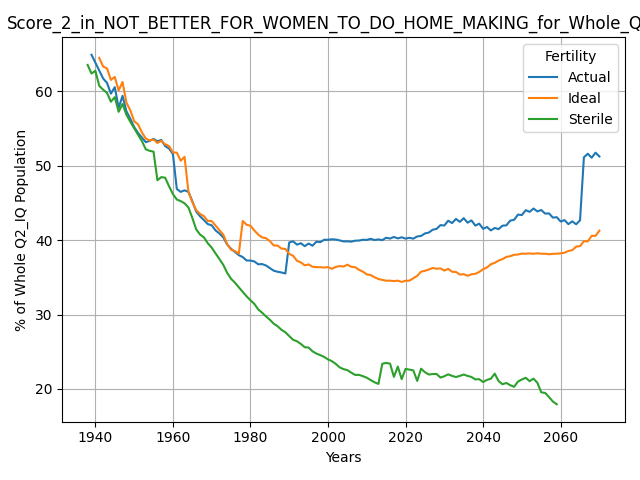 Score_2_in_NOT_BETTER_FOR_WOMEN_TO_DO_HOME_MAKING_for_Whole_Q
Fertility
Actual
Ideal
Sterile
% of Whole Q2_IQ Population
60
50
40
30
20
1940 1960 1980 2000 2020 2040 2060
Years